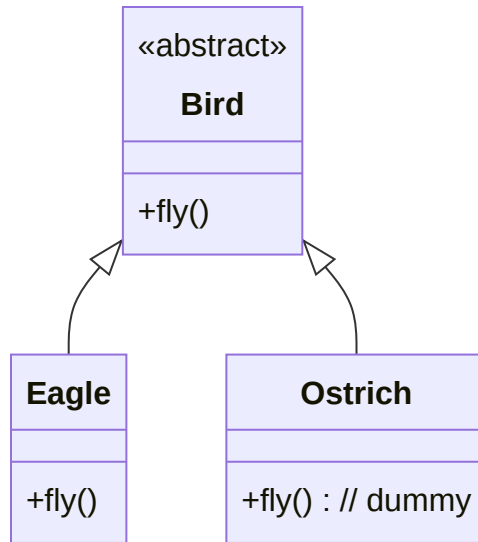 «abstract»
Bird
+fly()
Eagle
Ostrich
+fly()
+fly() : // dummy